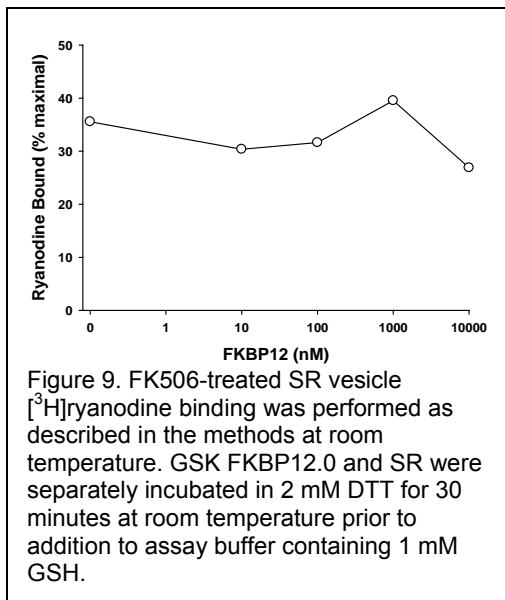 50
40
30
20
10
0
Ryanodine Bound (% maximal)
0 1 10 100 1000 10000
FKBP12 (nM)
Figure 9. FK506-treated SR vesicle
[³H]ryanodine binding was performed as
described in the methods at room
temperature. GSK FKBP12.0 and SR were
separately incubated in 2 mM DTT for 30
minutes at room temperature prior to
addition to assay buffer containing 1 mM
GSH.